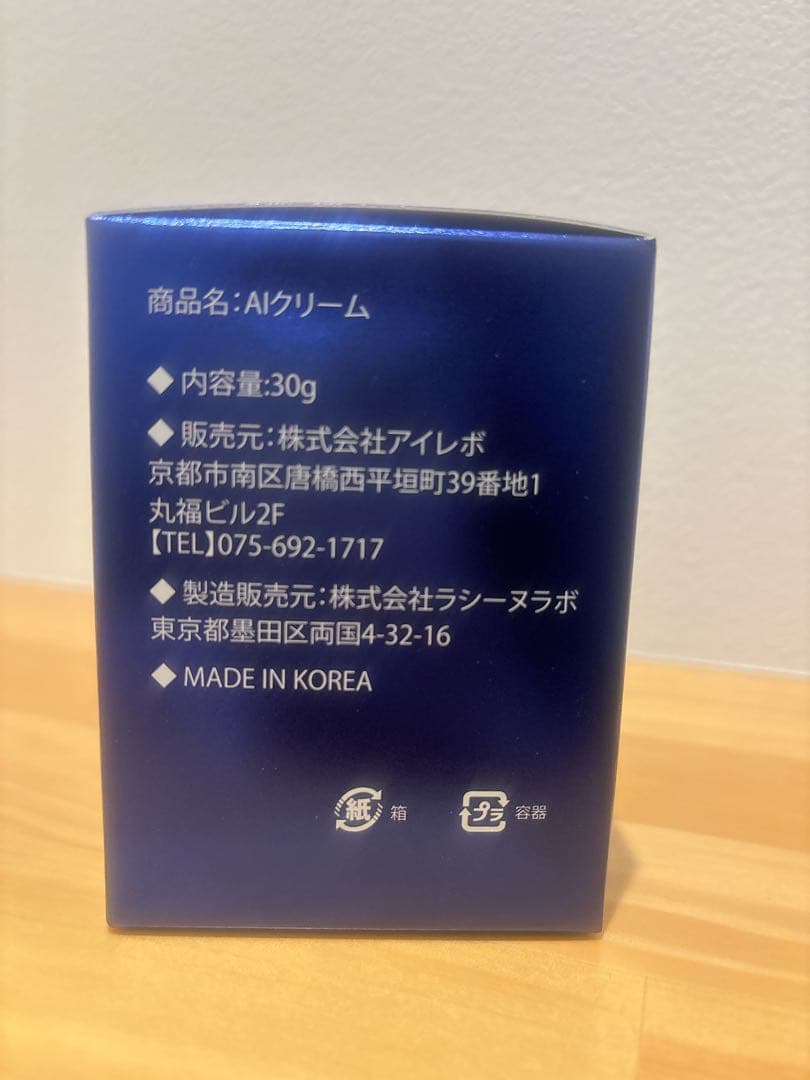 商品名：AIクリーム
◆ 内容量:30g
◆ 販売元：株式会社アイレボ
京都市南区唐橋西平垣町39番地1
丸福ビル2F
【TEL】075-692-1717
◆ 製造販売元：株式会社ラシーヌラボ
東京都墨田区両国4-32-16
◆ MADE IN KOREA
紙 箱 プラ 容器